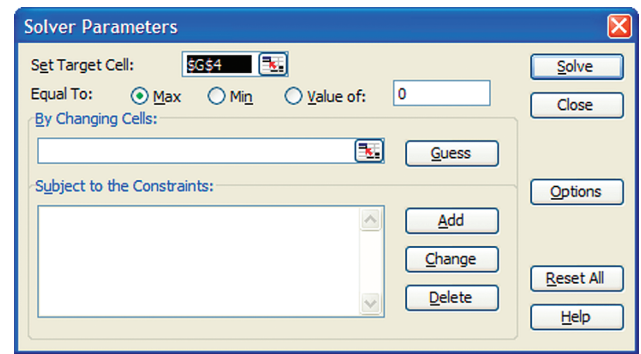 Solver Parameters
Set Target Cell: $G$4 Solve
Equal To: Max Min Value of: 0 Close
By Changing Cells:
Guess
Subject to the Constraints: Options
Add
Change
Reset All
Delete
Help